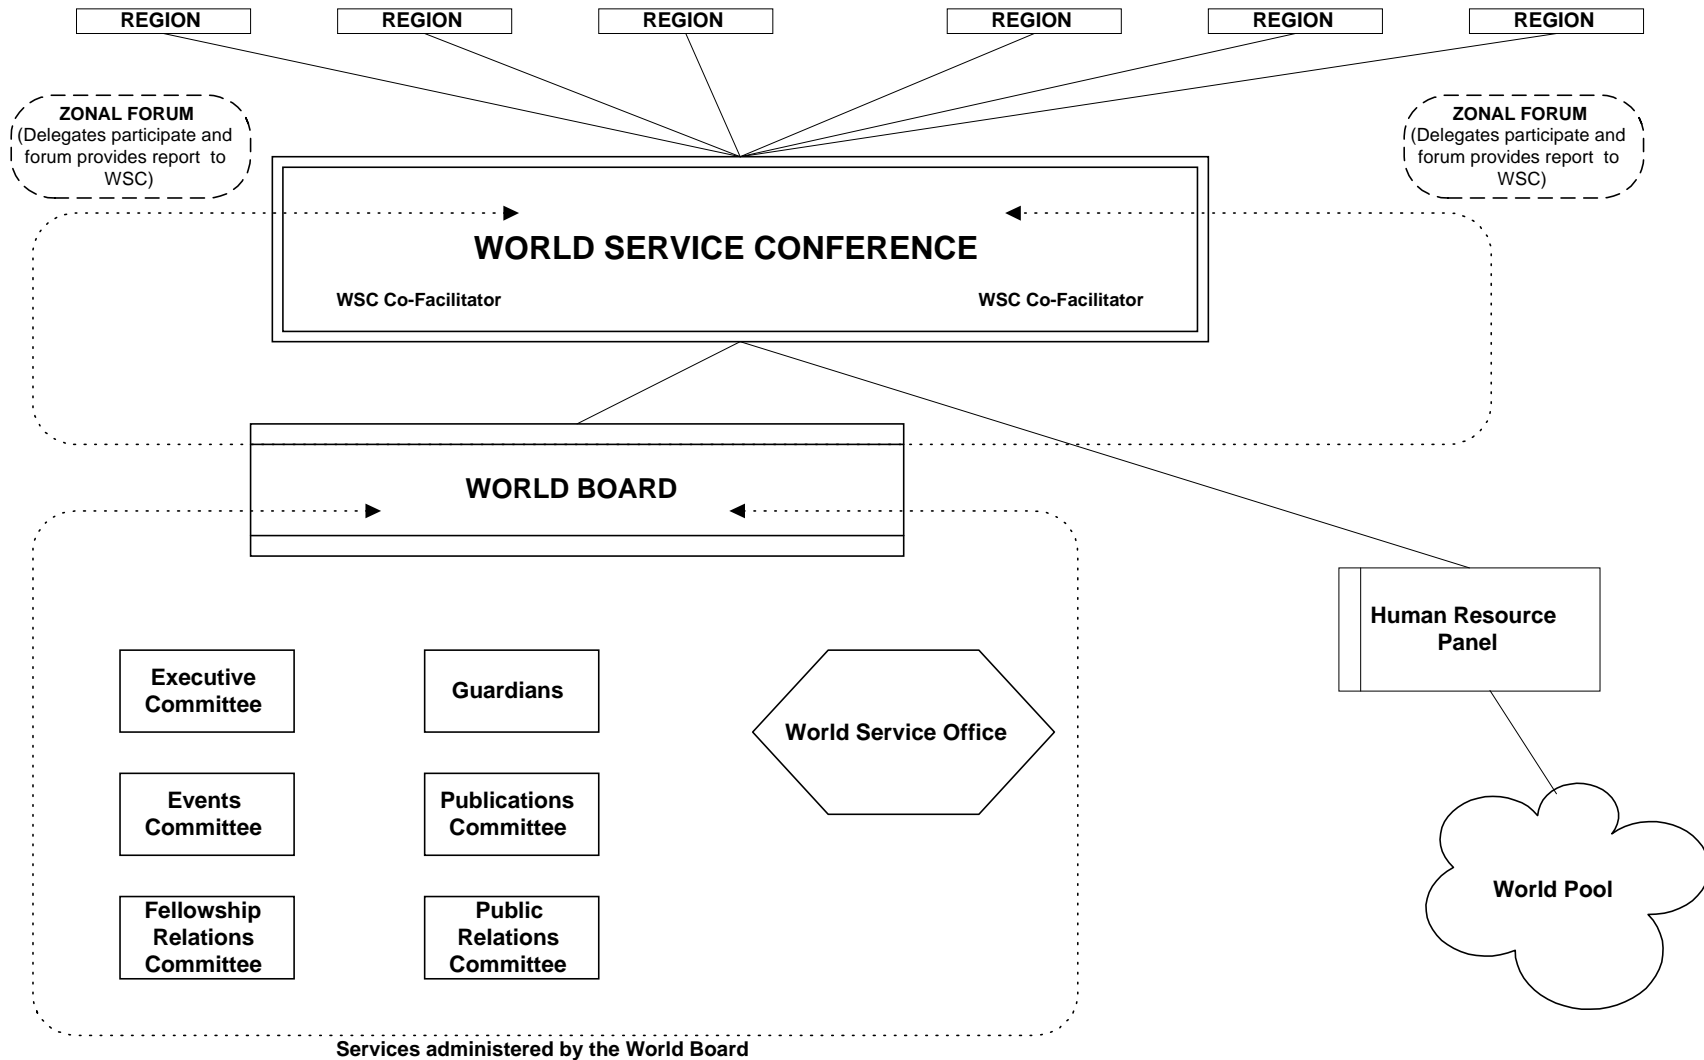 REGION
REGION
REGION
REGION
REGION
REGION
ZONAL FORUM
(Delegates participate and
forum provides report to
WSC)
ZONAL FORUM
(Delegates participate and
forum provides report to
WSC)
WORLD SERVICE CONFERENCE
WSC Co-Facilitator
WSC Co-Facilitator
WORLD BOARD
Human Resource
Panel
Executive
Committee
Guardians
World Service Office
Events
Committee
Publications
Committee
World Pool
Fellowship
Relations
Committee
Public
Relations
Committee
Services administered by the World Board